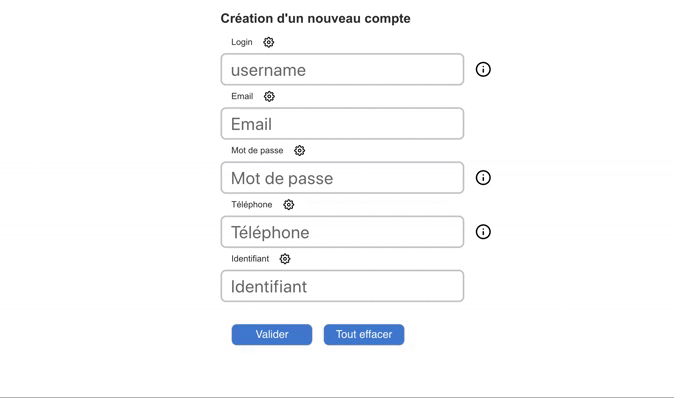 Création d'un nouveau compte
Login
username
Email
Email
Mot de passe
Mot de passe
Téléphone
Téléphone
Identifiant
Identifiant
Valider Tout effacer